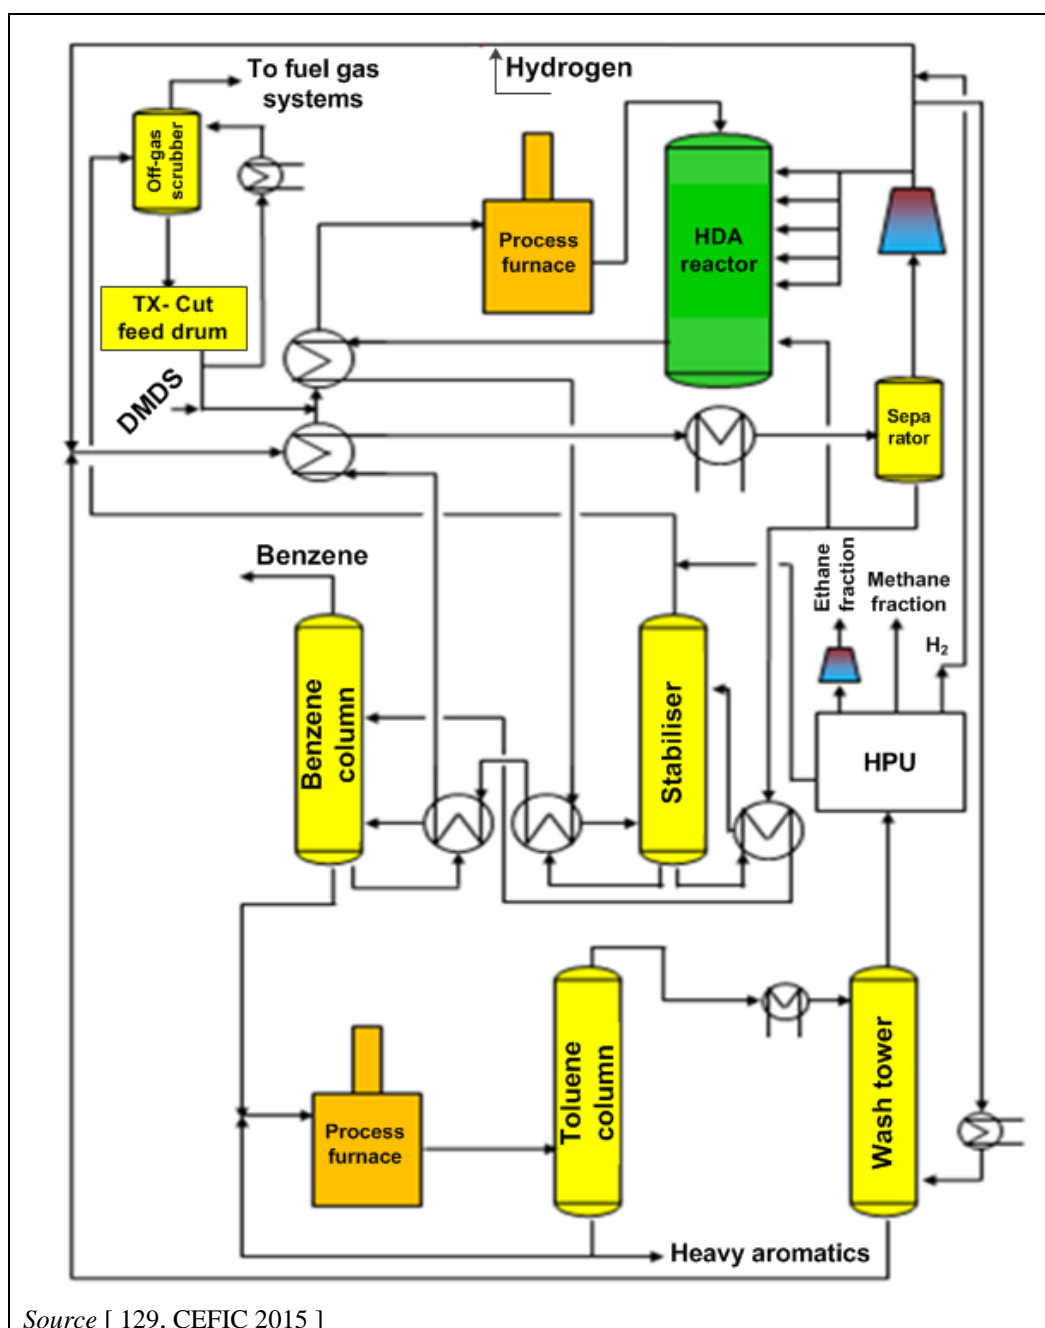 To fuel gas
systems
Hydrogen
Off-gas
scrubber
Process
furnace
HDA
reactor
TX- Cut
feed drum
DMDS
Sepa
rator
Benzene
Ethane
fraction
Methane
fraction
H₂
Benzene
column
Stabiliser
HPU
Process
furnace
Toluene
column
Wash tower
Heavy aromatics
Source [ 129, CEFIC 2015 ]